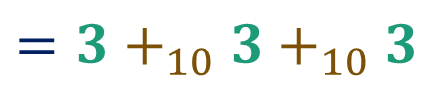 = 3 +₁₀ 3 +₁₀ 3